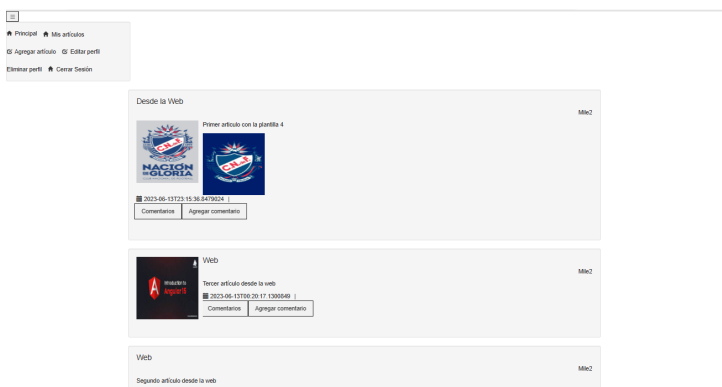 Principal Mis artículos
Agregar artículo Editar perfil
Eliminar perfil Cerrar Sesión
Desde la Web
Mile2
Primer artículo con la plantilla 4
NACIÓN
DE GLORIA
2023-06-13T23:15:36.8479024 |
Comentarios Agregar comentario
Web
Mile2
Introduction to
Angular 15
Tercer artículo desde la web
2023-06-13T00:20:17.1300849 |
Comentarios Agregar comentario
Web
Mile2
Segundo artículo desde la web